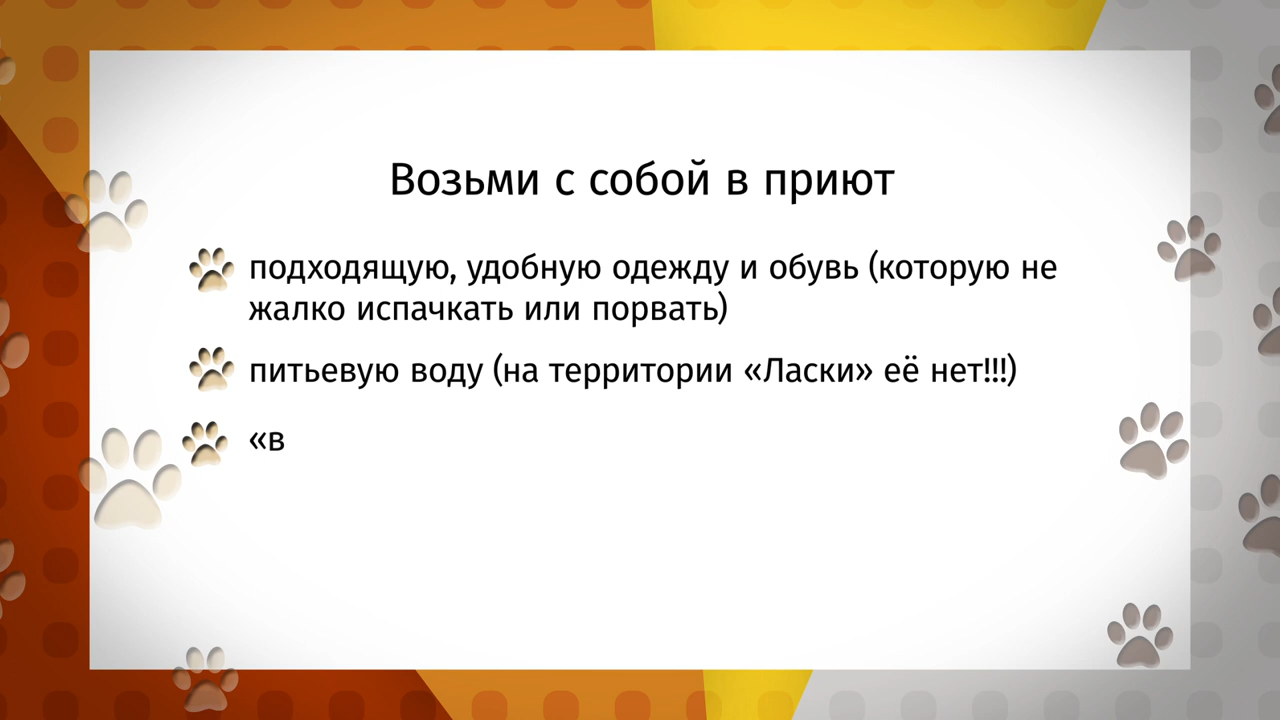 Возьми с собой в приют
подходящую, удобную одежду и обувь (которую не
жалко испачкать или порвать)
питьевую воду (на территории «Ласки» её нет!!!)
«в